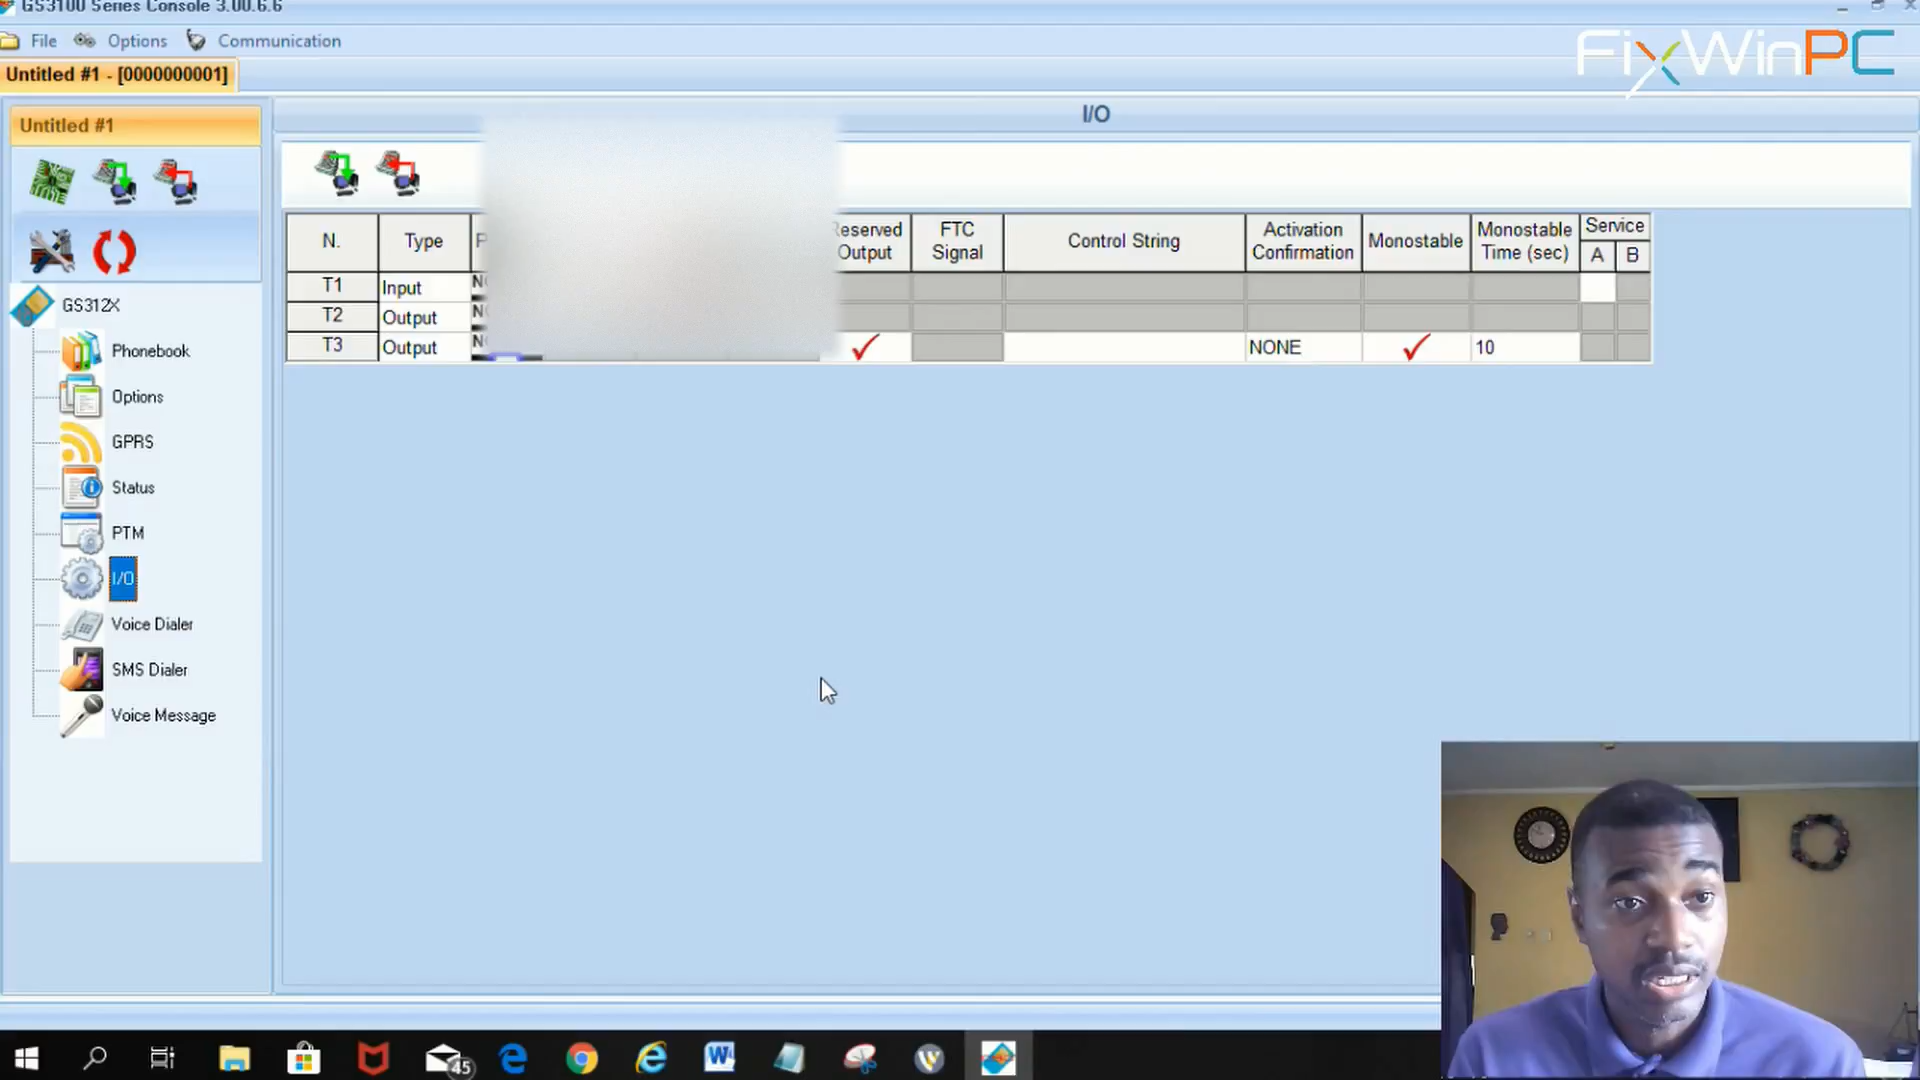 GS3100 Series Console 3.00.6.6
File Options Communication
FixWinPC
Untitled #1 - [0000000001]
Untitled #1
I/O
N. Type Reserved Output FTC Signal Control String Activation Confirmation Monostable Monostable Time (sec) Service A B
T1 Input
T2 Output
T3 Output NONE 10
GS312X
Phonebook
Options
GPRS
Status
PTM
I/O
Voice Dialer
SMS Dialer
Voice Message
45